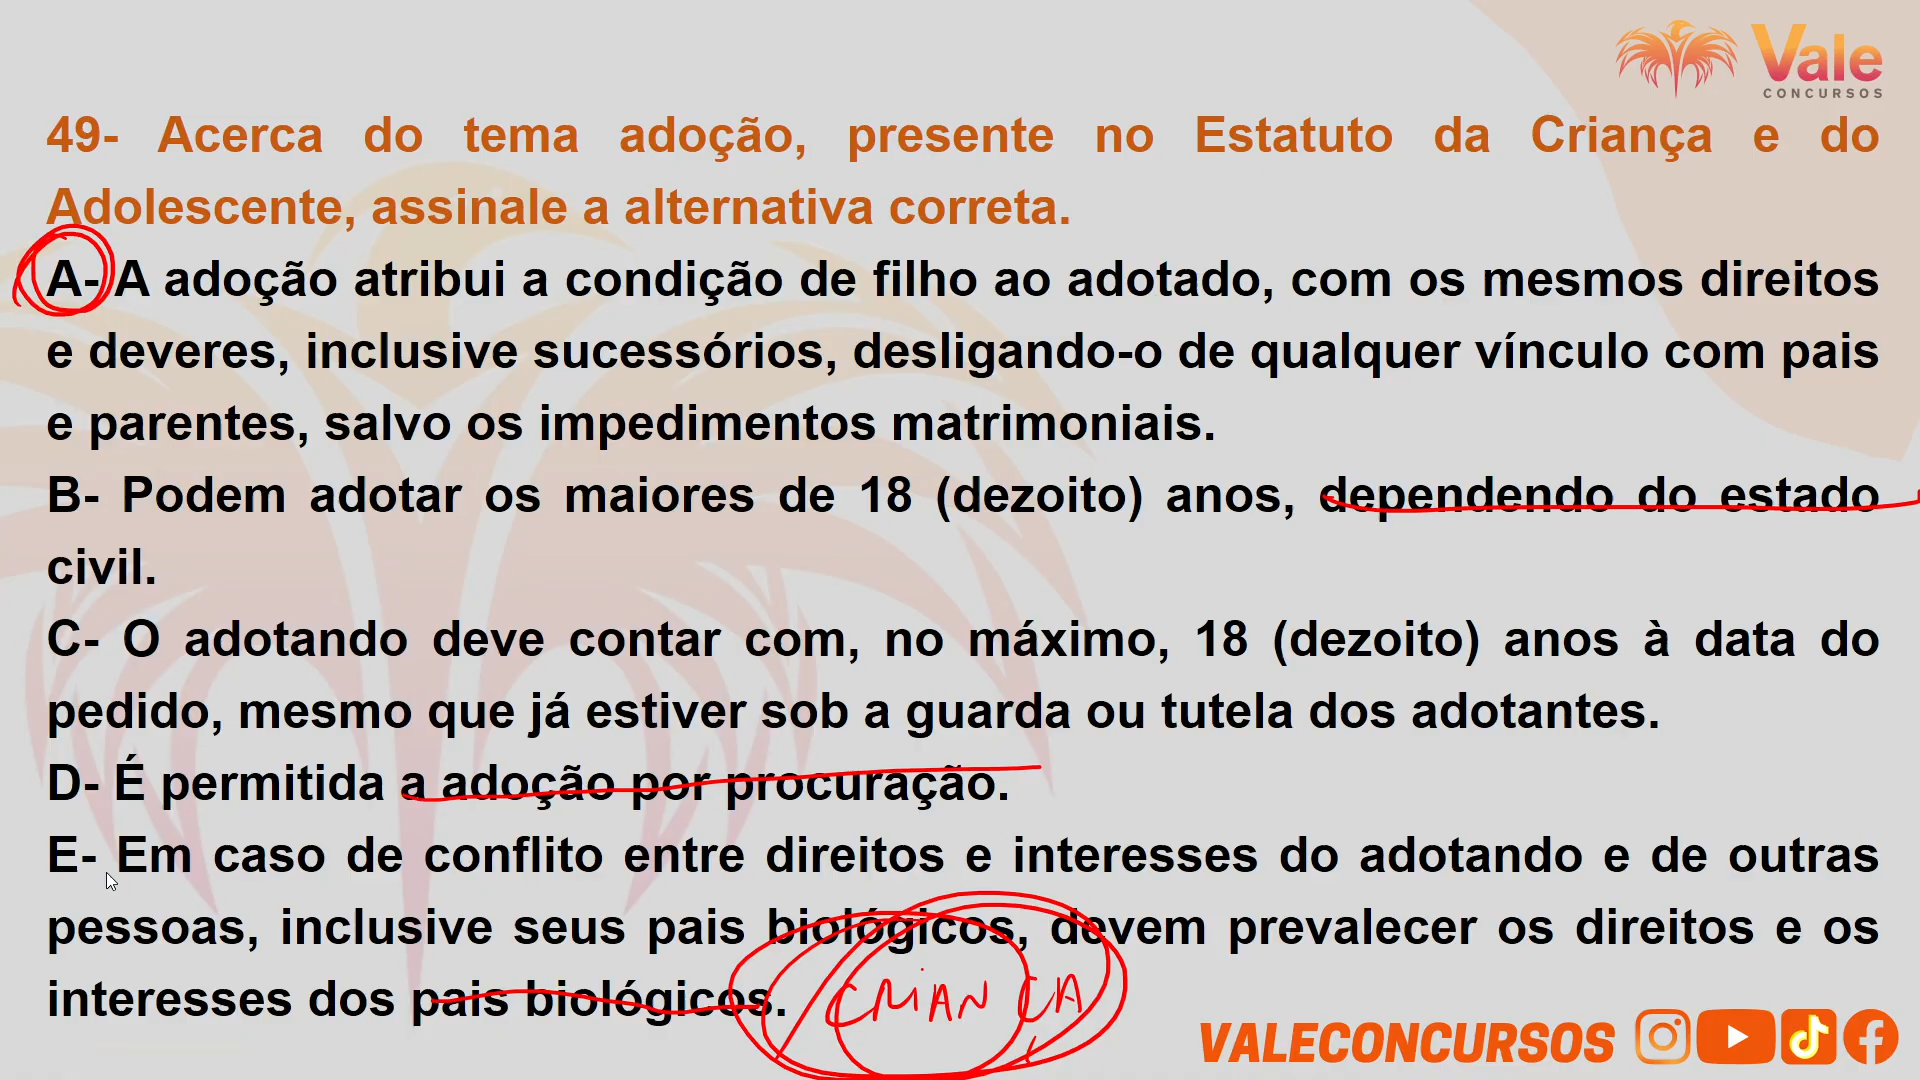 Vale
CONCURSOS
49- Acerca do tema adoção, presente no Estatuto da Criança e do
Adolescente, assinale a alternativa correta.
A- A adoção atribui a condição de filho ao adotado, com os mesmos direitos
e deveres, inclusive sucessórios, desligando-o de qualquer vínculo com pais
e parentes, salvo os impedimentos matrimoniais.
B- Podem adotar os maiores de 18 (dezoito) anos, dependendo do estado
civil.
C- O adotando deve contar com, no máximo, 18 (dezoito) anos à data do
pedido, mesmo que já estiver sob a guarda ou tutela dos adotantes.
D- É permitida a adoção por procuração.
E- Em caso de conflito entre direitos e interesses do adotando e de outras
pessoas, inclusive seus pais biológicos, devem prevalecer os direitos e os
interesses dos pais biológicos.
CRIANÇA
VALECONCURSOS